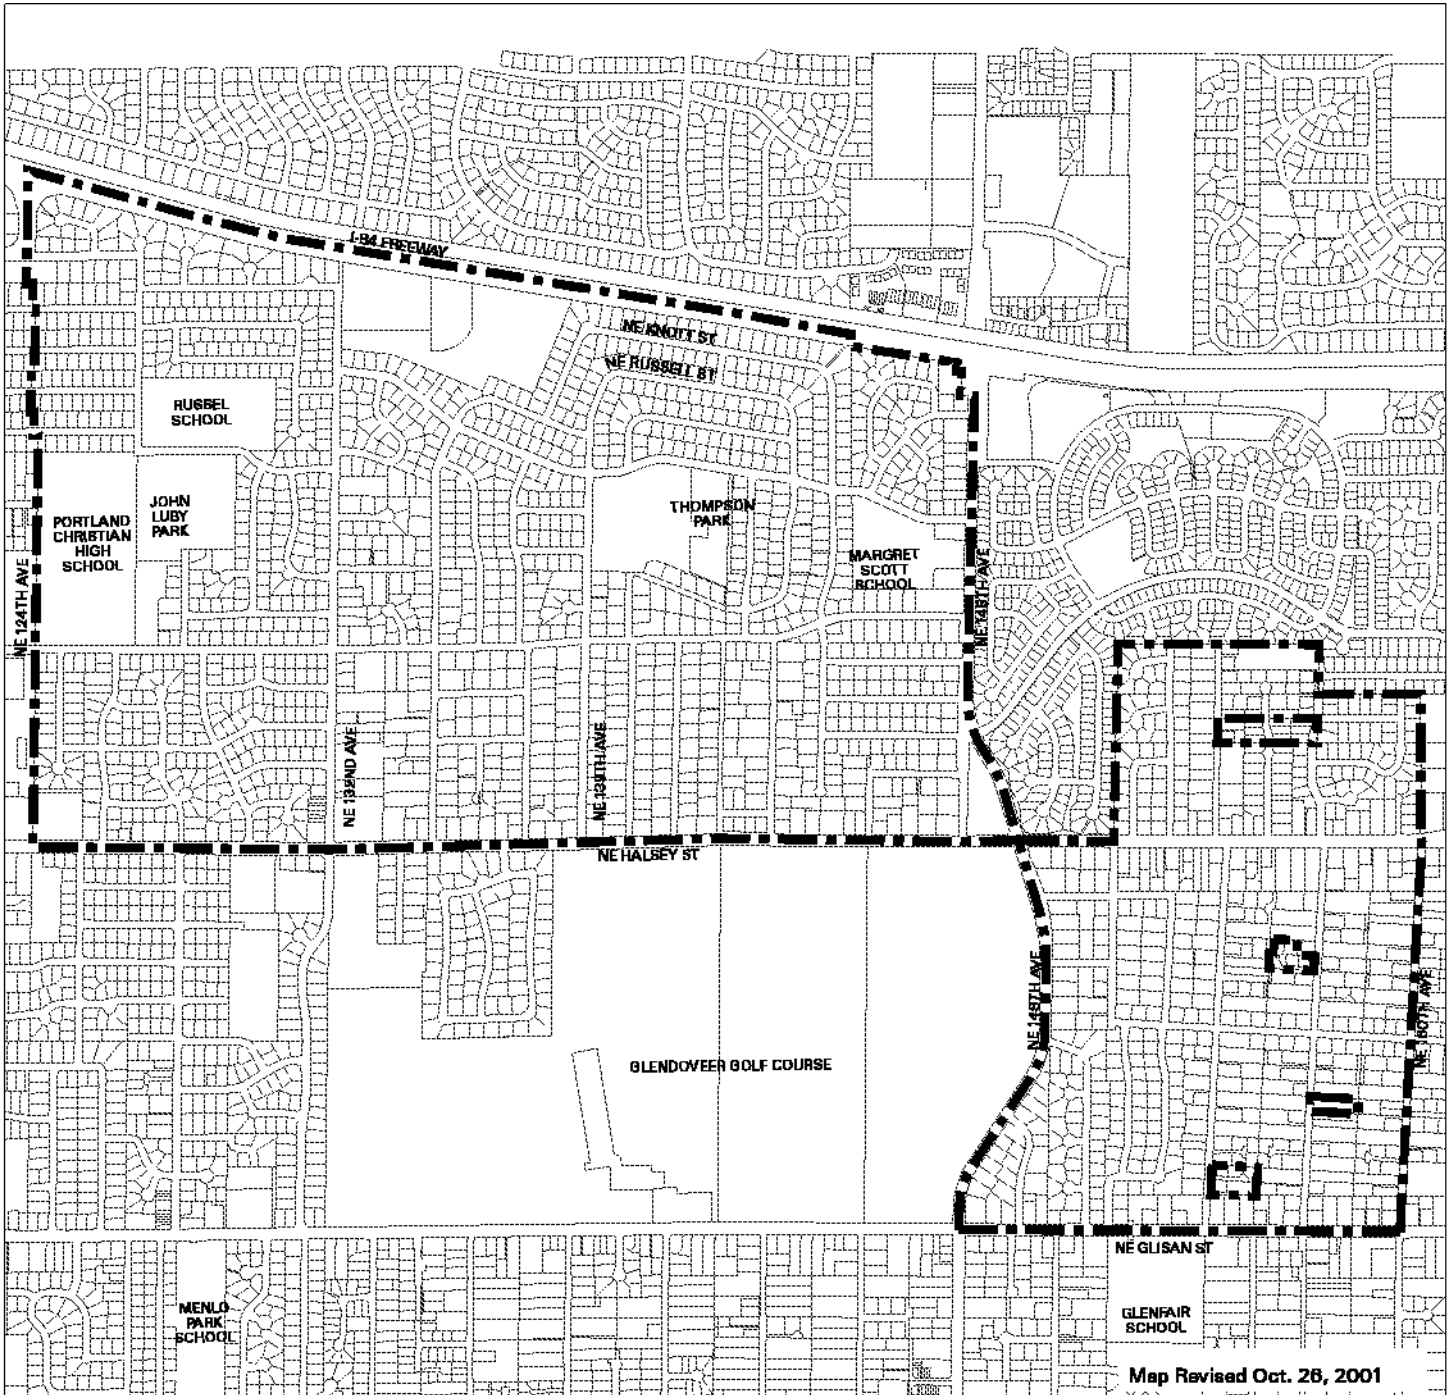 I-84 FREEWAY
NE KNOTT ST
NE RUSSELL ST
RUSSEL
SCHOOL
JOHN
LUBY
PARK
PORTLAND
CHRISTIAN
HIGH
SCHOOL
THOMPSON
PARK
MARGRET
SCOTT
SCHOOL
NE 124TH AVE
NE 148TH AVE
NE 132ND AVE
NE 139TH AVE
NE HALSEY ST
NE 148TH AVE
NE 160TH AVE
GLENDOVEER GOLF COURSE
NE GLISAN ST
MENLO
PARK
SCHOOL
GLENFAIR
SCHOOL
Map Revised Oct. 26, 2001